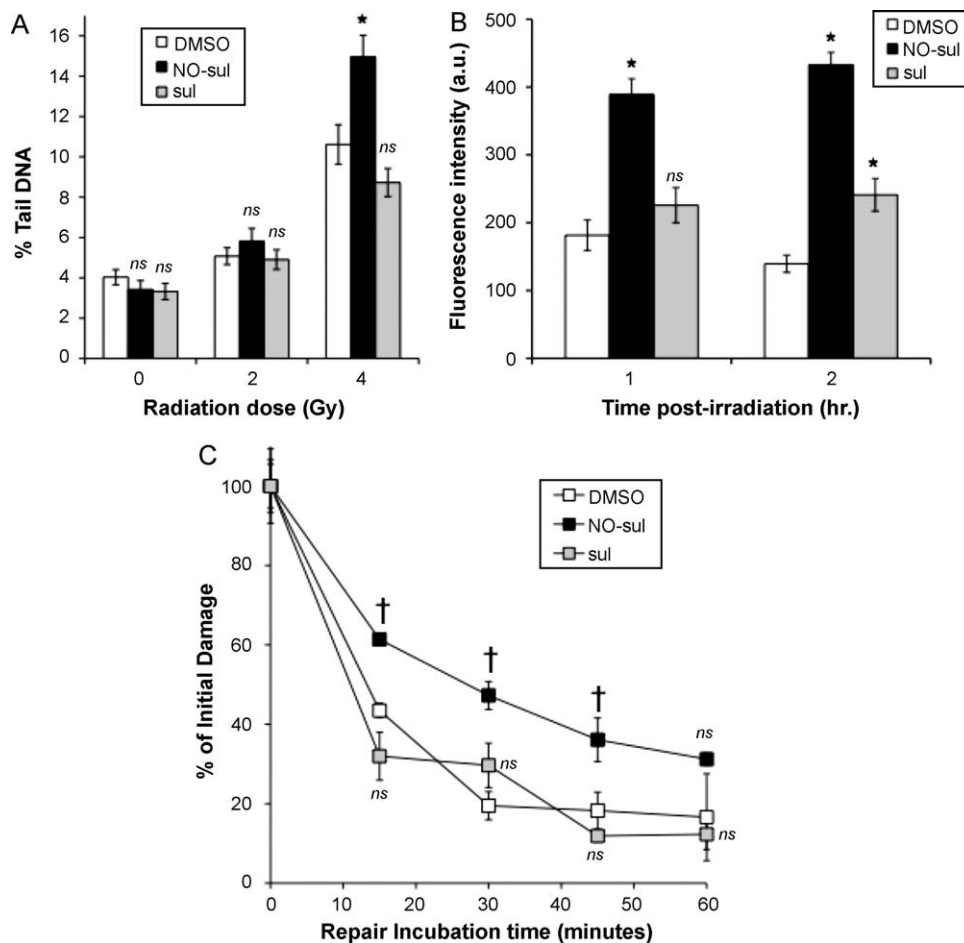 A
% Tail DNA
16
14
12
10
8
6
4
2
0
DMSO
NO-sul
sul
ns ns
ns
ns
*
ns
0 2 4
Radiation dose (Gy)
B
Fluorescence intensity (a.u.)
500
400
300
200
100
0
DMSO
NO-sul
sul
*
ns
*
*
1 2
Time post-irradiation (hr.)
C
% of Initial Damage
100
80
60
40
20
0
DMSO
NO-sul
sul
†
†
†
ns
ns
ns
ns
ns
0 10 20 30 40 50 60
Repair Incubation time (minutes)